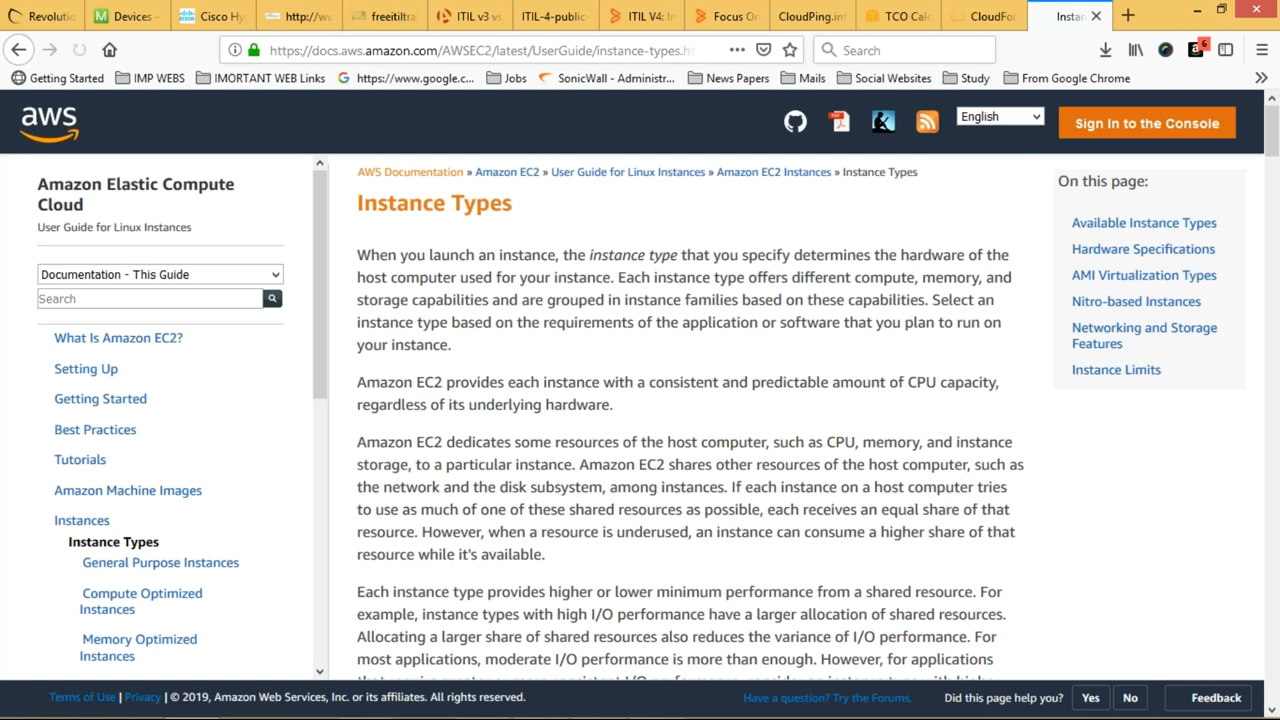 Revolutio
Devices -
Cisco Hy
http://w
freeitiltra
ITIL v3 vs
ITIL-4-public-
ITIL V4: I
Focus On
CloudPing.in
TCO Calc
CloudFor
Instan
https://docs.aws.amazon.com/AWSEC2/latest/UserGuide/instance-types.ht
Search
6
Getting Started
IMP WEBS
IMORTANT WEB Links
https://www.google.c...
Jobs
SonicWall - Administr...
News Papers
Mails
Social Websites
Study
From Google Chrome
aws
PDF
English
Sign In to the Console
Amazon Elastic Compute
Cloud
User Guide for Linux Instances
Documentation - This Guide
Search
What Is Amazon EC2?
Setting Up
Getting Started
Best Practices
Tutorials
Amazon Machine Images
Instances
Instance Types
General Purpose Instances
Compute Optimized
Instances
Memory Optimized
Instances
AWS Documentation » Amazon EC2 » User Guide for Linux Instances » Amazon EC2 Instances » Instance Types
Instance Types
When you launch an instance, the instance type that you specify determines the hardware of the
host computer used for your instance. Each instance type offers different compute, memory, and
storage capabilities and are grouped in instance families based on these capabilities. Select an
instance type based on the requirements of the application or software that you plan to run on
your instance.
Amazon EC2 provides each instance with a consistent and predictable amount of CPU capacity,
regardless of its underlying hardware.
Amazon EC2 dedicates some resources of the host computer, such as CPU, memory, and instance
storage, to a particular instance. Amazon EC2 shares other resources of the host computer, such as
the network and the disk subsystem, among instances. If each instance on a host computer tries
to use as much of one of these shared resources as possible, each receives an equal share of that
resource. However, when a resource is underused, an instance can consume a higher share of that
resource while it's available.
Each instance type provides higher or lower minimum performance from a shared resource. For
example, instance types with high I/O performance have a larger allocation of shared resources.
Allocating a larger share of shared resources also reduces the variance of I/O performance. For
most applications, moderate I/O performance is more than enough. However, for applications
On this page:
Available Instance Types
Hardware Specifications
AMI Virtualization Types
Nitro-based Instances
Networking and Storage
Features
Instance Limits
Terms of Use | Privacy | © 2019, Amazon Web Services, Inc. or its affiliates. All rights reserved.
Have a question? Try the Forums.
Did this page help you?
Yes
No
Feedback